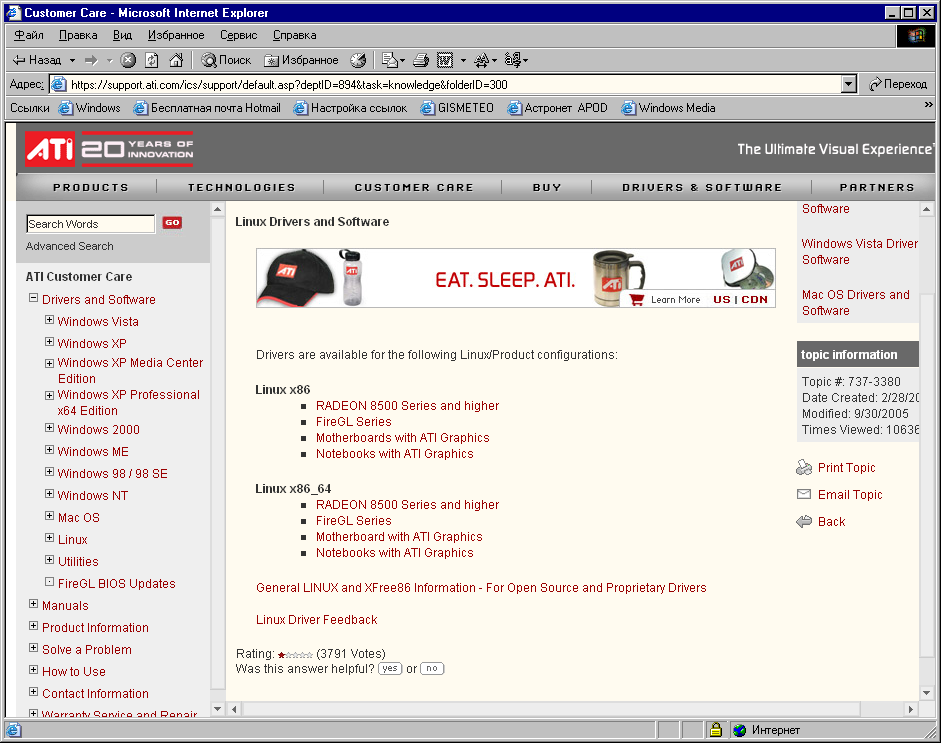 Customer Care - Microsoft Internet Explorer
Файл Правка Вид Избранное Сервис Справка
Назад Поиск Избранное
Адрес: https://support.ati.com/ics/support/default.asp?deptID=894&task=knowledge&folderID=300 Переход
Ссылки Windows Бесплатная почта Hotmail Настройка ссылок GISMETEO Астронет APOD Windows Media »
ATI 20 YEARS OF INNOVATION The Ultimate Visual Experience
PRODUCTS TECHNOLOGIES CUSTOMER CARE BUY DRIVERS & SOFTWARE PARTNERS
Search Words GO
Advanced Search
ATI Customer Care
Drivers and Software
Windows Vista
Windows XP
Windows XP Media Center
Edition
Windows XP Professional
x64 Edition
Windows 2000
Windows ME
Windows 98 / 98 SE
Windows NT
Mac OS
Linux
Utilities
FireGL BIOS Updates
Manuals
Product Information
Solve a Problem
How to Use
Contact Information
Warranty Service and Repair
Linux Drivers and Software
ATI ATI EAT. SLEEP. ATI. ATI ATI
Learn More US | CDN
Drivers are available for the following Linux/Product configurations:
Linux x86
RADEON 8500 Series and higher
FireGL Series
Motherboards with ATI Graphics
Notebooks with ATI Graphics
Linux x86_64
RADEON 8500 Series and higher
FireGL Series
Motherboard with ATI Graphics
Notebooks with ATI Graphics
General LINUX and XFree86 Information - For Open Source and Proprietary Drivers
Linux Driver Feedback
Rating: (3791 Votes)
Was this answer helpful? yes or no
Software
Windows Vista Driver
Software
Mac OS Drivers and
Software
topic information
Topic #: 737-3380
Date Created: 2/28/20
Modified: 9/30/2005
Times Viewed: 10636
Print Topic
Email Topic
Back
Интернет